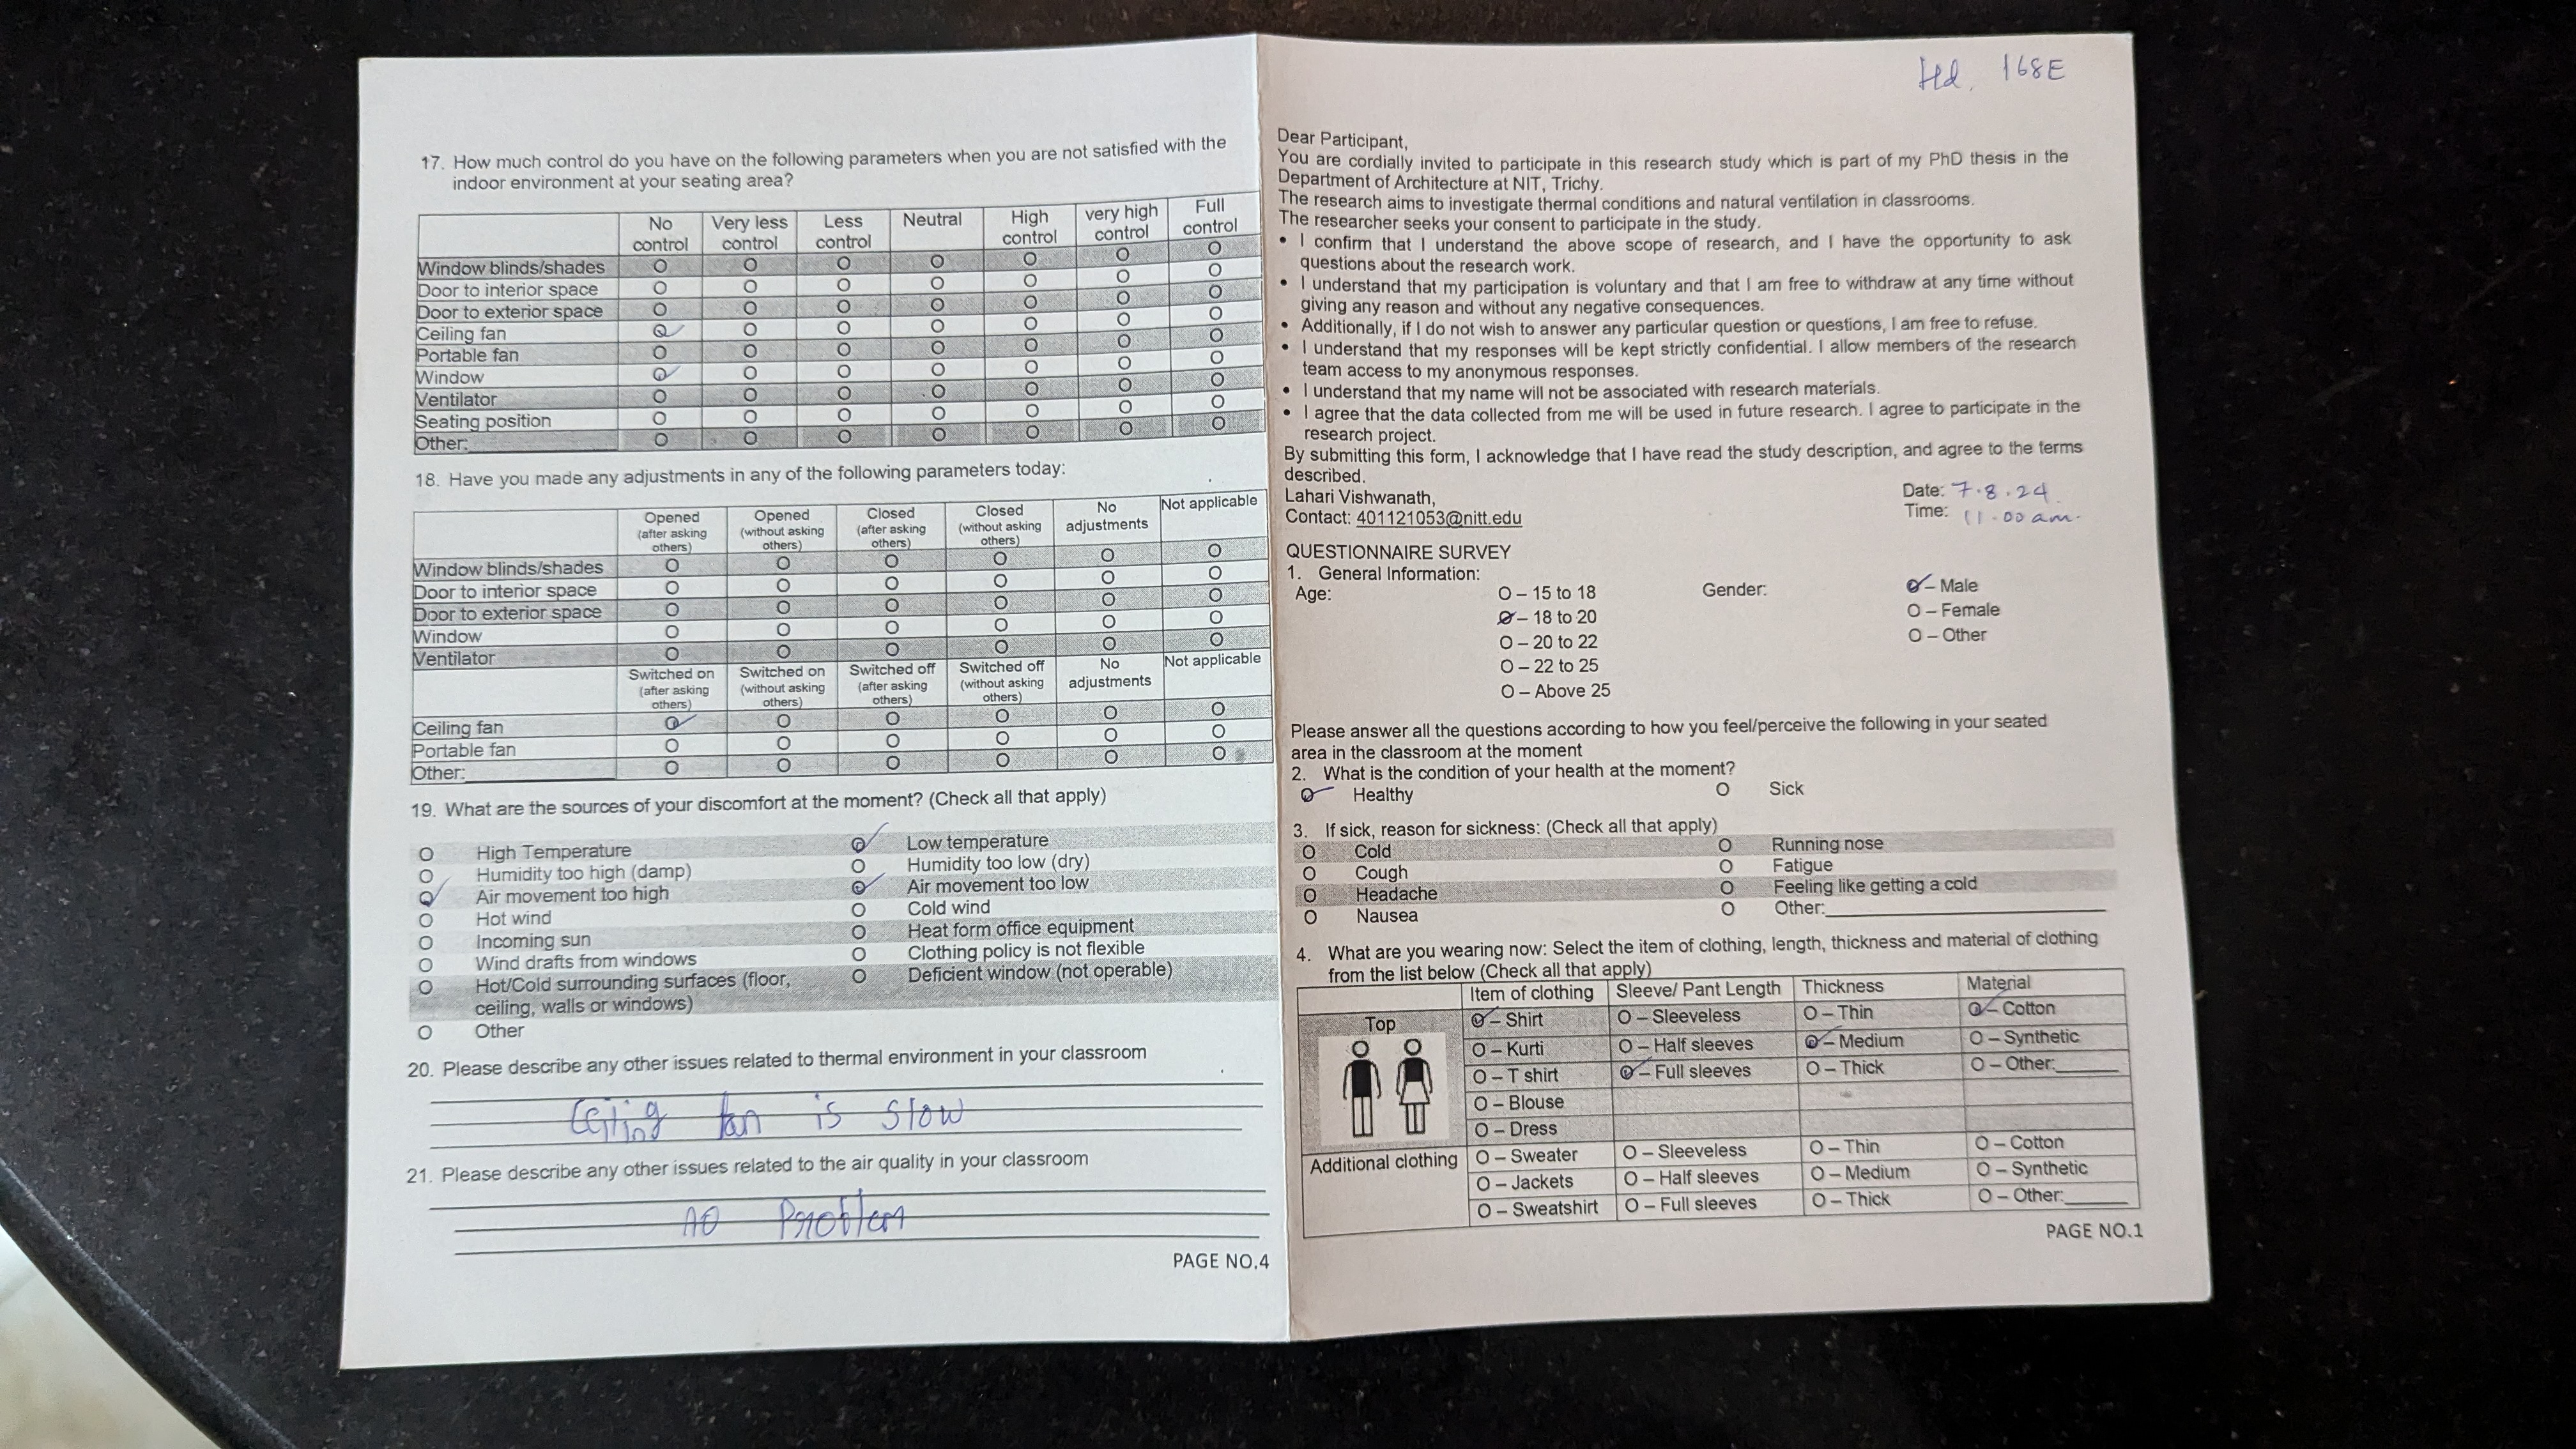 17. How much control do you have on the following parameters when you are not satisfied with the
indoor environment at your seating area?
No control | Very less control | Less control | Neutral | High control | very high control | Full control
Window blinds/shades O O O O O O O
Door to interior space O O O O O O O
Door to exterior space O O O O O O O
Ceiling fan O O O O O O O
Portable fan O O O O O O O
Window O O O O O O O
Ventilator O O O O O O O
Seating position O O O O O O O
Other: O O O O O O O
18. Have you made any adjustments in any of the following parameters today:
Opened (after asking others) | Opened (without asking others) | Closed (after asking others) | Closed (without asking others) | No adjustments | Not applicable
Window blinds/shades O O O O O O
Door to interior space O O O O O O
Door to exterior space O O O O O O
Window O O O O O O
Ventilator O O O O O O
Switched on (after asking others) | Switched on (without asking others) | Switched off (after asking others) | Switched off (without asking others) | No adjustments | Not applicable
Ceiling fan O O O O O O
Portable fan O O O O O O
Other: O O O O O O
19. What are the sources of your discomfort at the moment? (Check all that apply)
O High Temperature O Low temperature
O Humidity too high (damp) O Humidity too low (dry)
O Air movement too high O Air movement too low
O Hot wind O Cold wind
O Incoming sun O Heat form office equipment
O Wind drafts from windows O Clothing policy is not flexible
O Hot/Cold surrounding surfaces (floor, O Deficient window (not operable)
ceiling, walls or windows)
O Other
20. Please describe any other issues related to thermal environment in your classroom
fan is slow
21. Please describe any other issues related to the air quality in your classroom
no Problem
PAGE NO.4
168E
Dear Participant,
You are cordially invited to participate in this research study which is part of my PhD thesis in the
Department of Architecture at NIT, Trichy.
The research aims to investigate thermal conditions and natural ventilation in classrooms.
The researcher seeks your consent to participate in the study.
• I confirm that I understand the above scope of research, and I have the opportunity to ask
questions about the research work.
• I understand that my participation is voluntary and that I am free to withdraw at any time without
giving any reason and without any negative consequences.
• Additionally, if I do not wish to answer any particular question or questions, I am free to refuse.
• I understand that my responses will be kept strictly confidential. I allow members of the research
team access to my anonymous responses.
• I understand that my name will not be associated with research materials.
• I agree that the data collected from me will be used in future research. I agree to participate in the
research project.
By submitting this form, I acknowledge that I have read the study description, and agree to the terms
described.
Lahari Vishwanath, Date: 7.8.24
Contact: 401121053@nitt.edu Time: 11.00 am.
QUESTIONNAIRE SURVEY
1. General Information:
Age: O – 15 to 18 Gender: O – Male
O – 18 to 20 O – Female
O – 20 to 22 O – Other
O – 22 to 25
O – Above 25
Please answer all the questions according to how you feel/perceive the following in your seated
area in the classroom at the moment
2. What is the condition of your health at the moment?
O Healthy O Sick
3. If sick, reason for sickness: (Check all that apply)
O Cold O Running nose
O Cough O Fatigue
O Headache O Feeling like getting a cold
O Nausea O Other:
4. What are you wearing now: Select the item of clothing, length, thickness and material of clothing
from the list below (Check all that apply)
Item of clothing | Sleeve/ Pant Length | Thickness | Material
Top O – Shirt O – Sleeveless O – Thin O – Cotton
O – Kurti O – Half sleeves O – Medium O – Synthetic
O – T shirt O – Full sleeves O – Thick O – Other:
O – Blouse
O – Dress
Additional clothing O – Sweater O – Sleeveless O – Thin O – Cotton
O – Jackets O – Half sleeves O – Medium O – Synthetic
O – Sweatshirt O – Full sleeves O – Thick O – Other:
PAGE NO.1